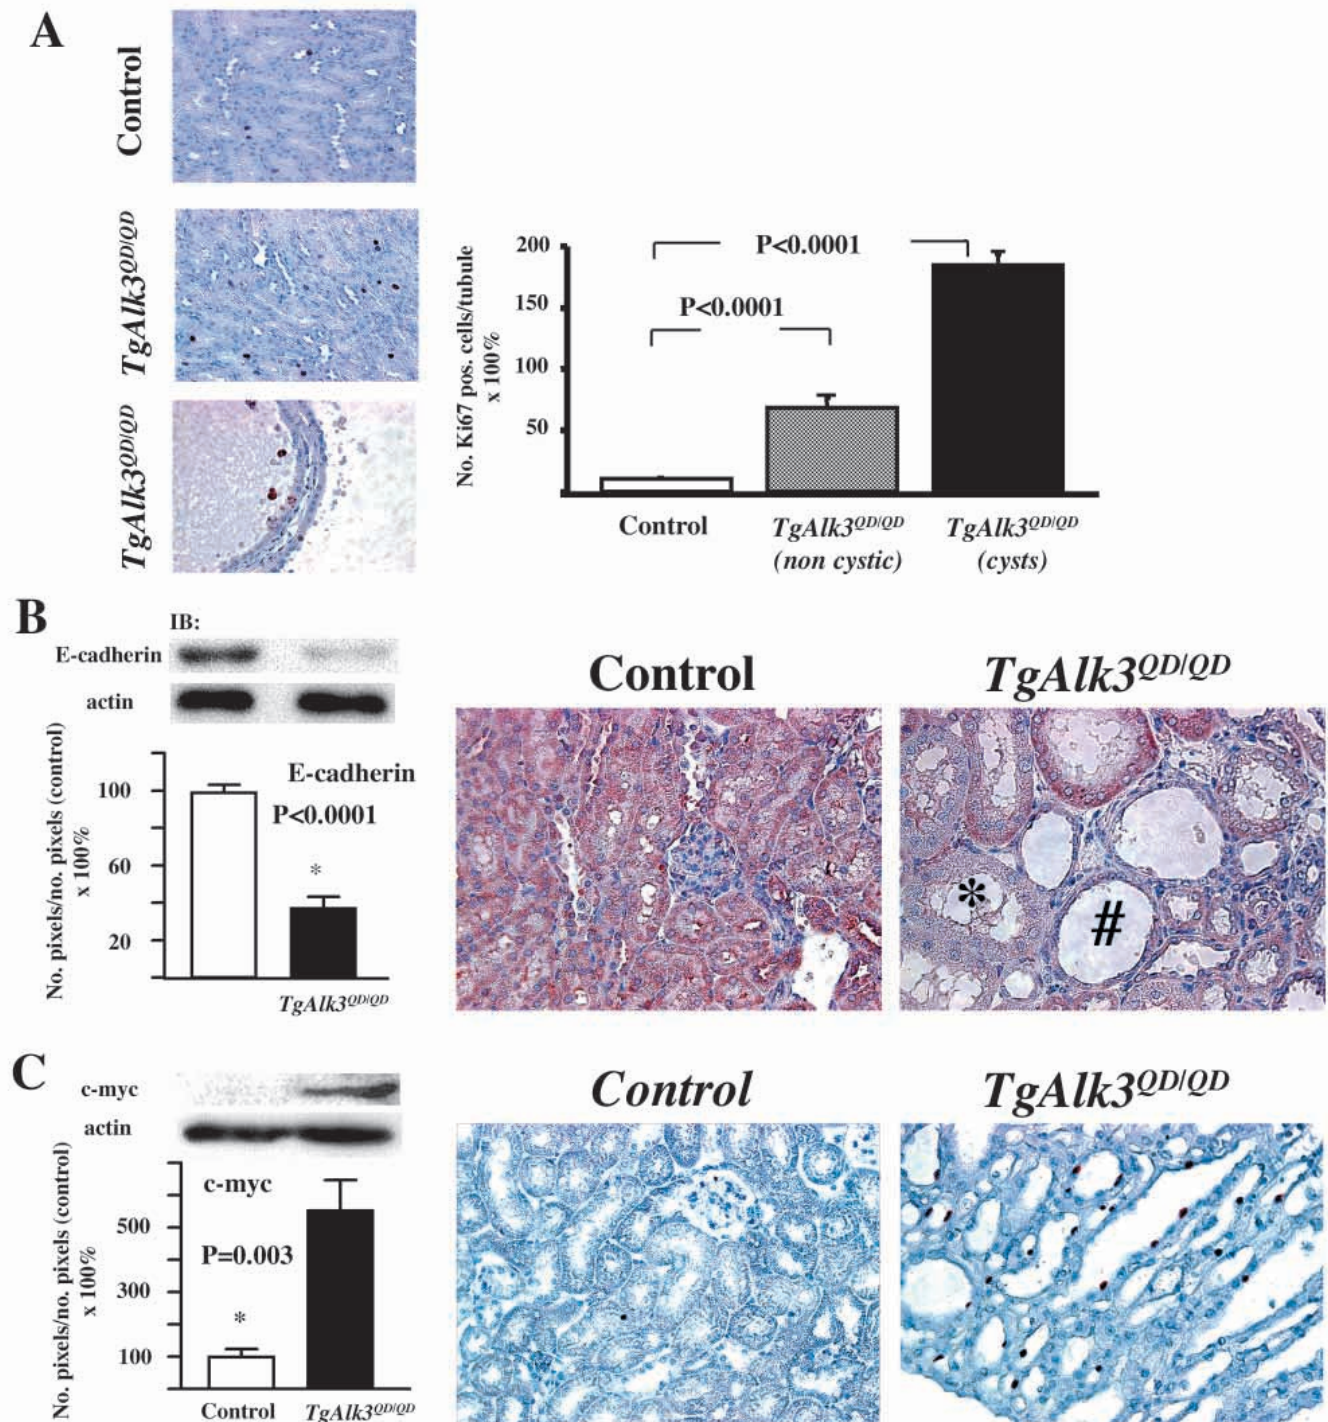 A
Control
TgAlk3QD/QD
TgAlk3QD/QD
No. Ki67 pos. cells/tubule
x 100%
200
150
100
50
P<0.0001
P<0.0001
Control
TgAlk3QD/QD
(non cystic)
TgAlk3QD/QD
(cysts)
B
IB:
E-cadherin
actin
No. pixels/no. pixels (control)
x 100%
100
60
20
E-cadherin
P<0.0001
*
TgAlk3QD/QD
Control
TgAlk3QD/QD
*
#
C
c-myc
actin
No. pixels/no. pixels (control)
x 100%
500
300
100
c-myc
P=0.003
*
Control
TgAlk3QD/QD
Control
TgAlk3QD/QD